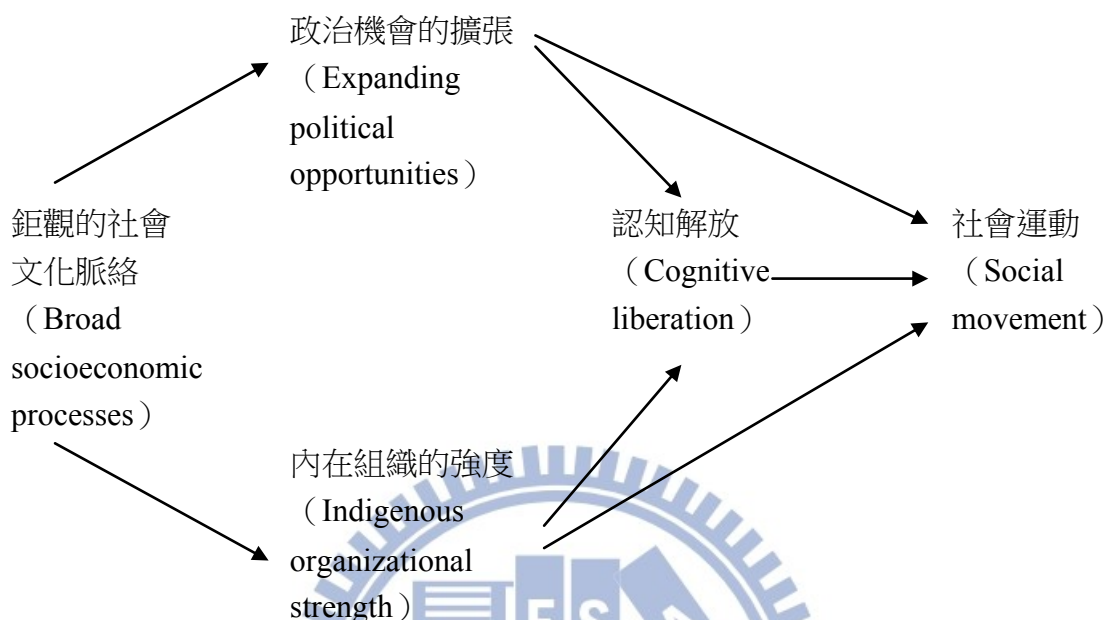 政治機會的擴張
（Expanding
political
opportunities）
鉅觀的社會
文化脈絡
（Broad
socioeconomic
processes）
認知解放
（Cognitive
liberation）
社會運動
（Social
movement）
內在組織的強度
（Indigenous
organizational
strength）
E S A